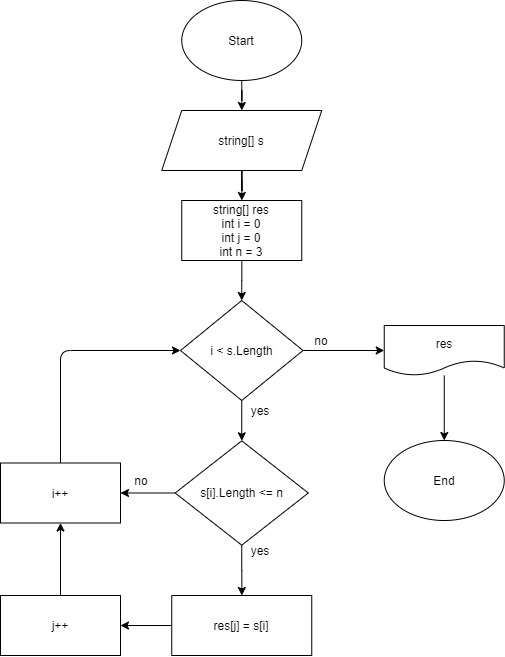 Start
string[] s
string[] res
int i = 0
int j = 0
int n = 3
i < s.Length
no
res
yes
End
s[i].Length <= n
no
i++
yes
res[j] = s[i]
j++